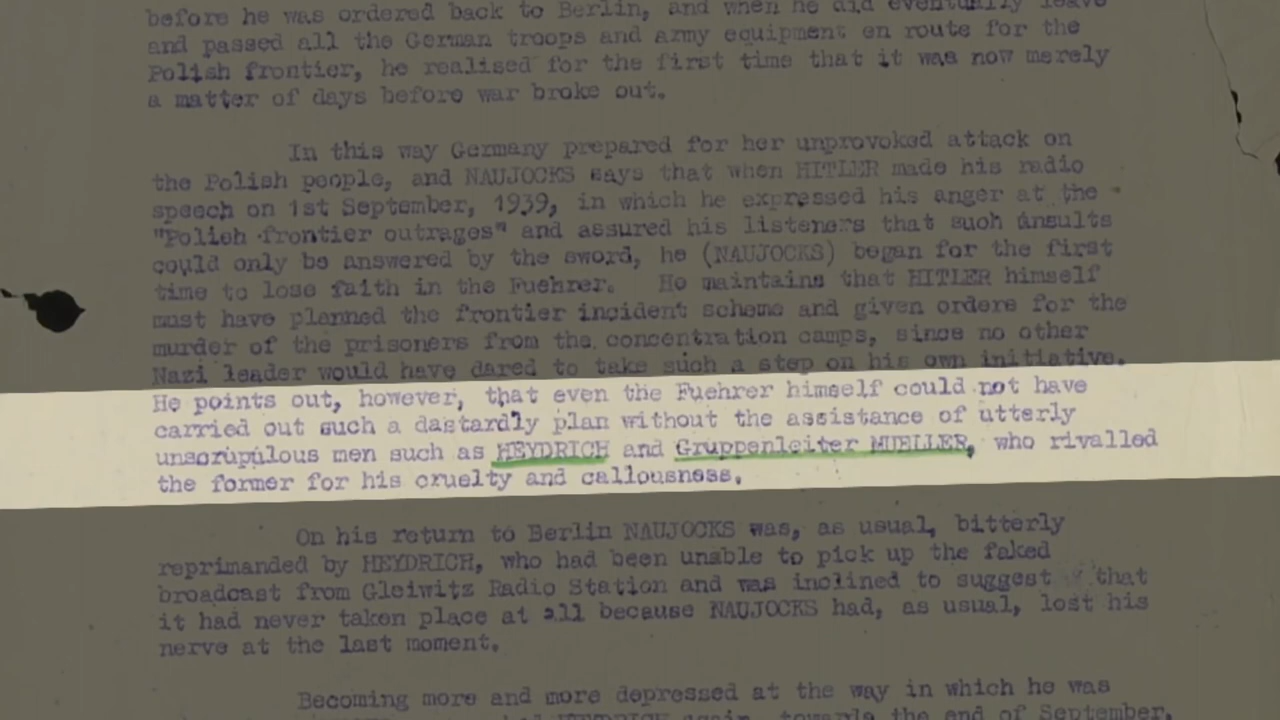 before he was ordered back to Berlin, and when he did eventually leave
and passed all the German troops and army equipment en route for the
Polish frontier, he realised for the first time that it was now merely
a matter of days before war broke out.
In this way Germany prepared for her unprovoked attack on
the Polish people, and NAUJOCKS says that when HITLER made his radio
speech on 1st September, 1939, in which he expressed his anger at the
"Polish frontier outrages" and assured his listeners that such insults
could only be answered by the sword, he (NAUJOCKS) began for the first
time to lose faith in the Fuehrer. He maintains that HITLER himself
must have planned the frontier incident scheme and given orders for the
murder of the prisoners from the concentration camps, since no other
Nazi leader would have dared to take such a step on his own initiative.
He points out, however, that even the Fuehrer himself could not have
carried out such a dastardly plan without the assistance of utterly
unscrupulous men such as HEYDRICH and Gruppenleiter MUELLER, who rivalled
the former for his cruelty and callousness.
On his return to Berlin NAUJOCKS was, as usual, bitterly
reprimanded by HEYDRICH, who had been unable to pick up the faked
broadcast from Gleiwitz Radio Station and was inclined to suggest that
it had never taken place at all because NAUJOCKS had, as usual, lost his
nerve at the last moment.
Becoming more and more depressed at the way in which he was
HEYDRICH again, towards the end of September,